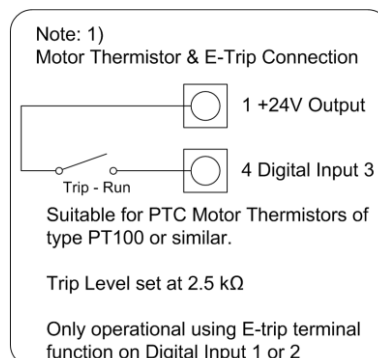 Note: 1)
Motor Thermistor & E-Trip Connection
1 +24V Output
4 Digital Input 3
Trip - Run
Suitable for PTC Motor Thermistors of
type PT100 or similar.
Trip Level set at 2.5 kΩ
Only operational using E-trip terminal
function on Digital Input 1 or 2